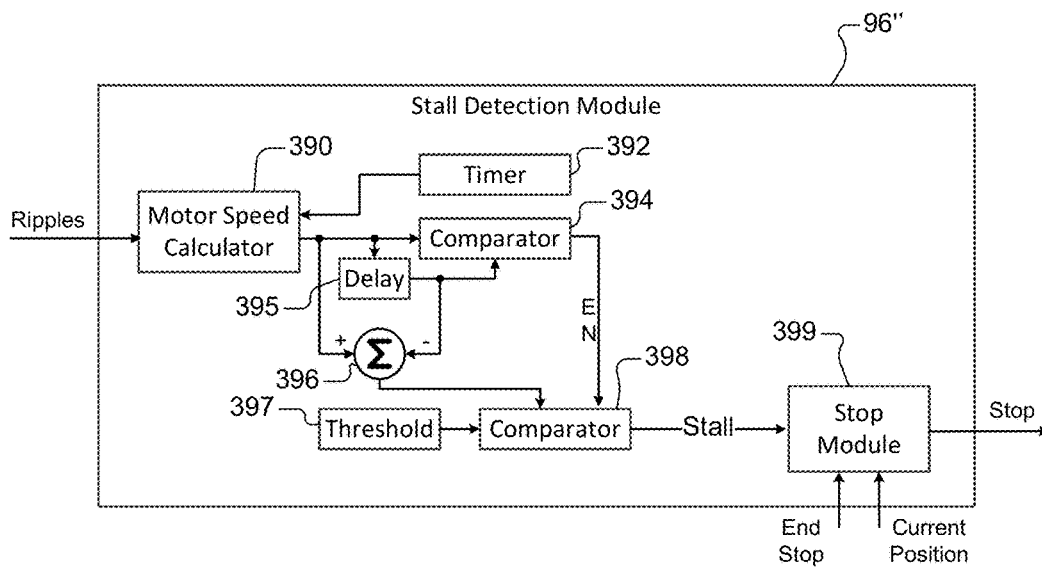 96"
Stall Detection Module
390
392
Timer
394
Ripples
Motor Speed
Calculator
Comparator
Delay
395
E
N
+
-
Σ
396
399
398
397
Threshold
Comparator
Stall
Stop
Module
Stop
End
Stop
Current
Position